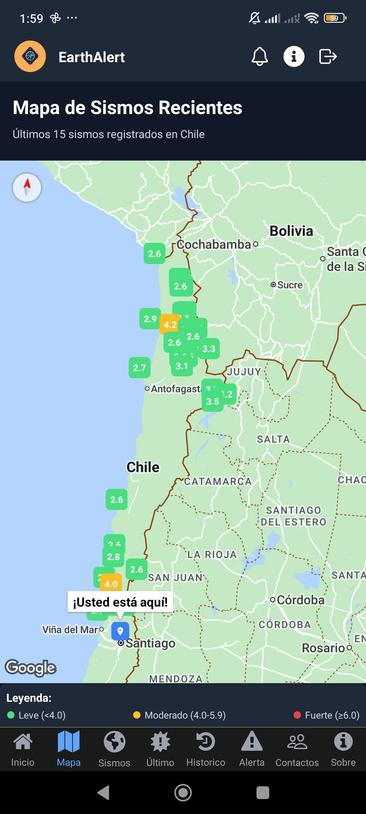 1:59
EarthAlert
Mapa de Sismos Recientes
Últimos 15 sismos registrados en Chile
Bolivia
Cochabamba
Santa C
de la Si
2.6
2.6
Sucre
2.9
4.2
2.6
2.6
3.3
3.1
2.7
JUJUY
Antofagasta
3.5
SALTA
Chile
CATAMARCA
CHAC
2.6
SANTIAGO
DEL ESTERO
2.6
2.8
LA RIOJA
2.6
SAN JUAN
SANTA
4.0
¡Usted está aquí!
Córdoba
CÓRDOBA
Viña del Mar
Santiago
Rosario
EN
Google
MENDOZA
Leyenda:
Leve (<4.0) Moderado (4.0-5.9) Fuerte (≥6.0)
Inicio Mapa Sismos Último Historico Alerta Contactos Sobre